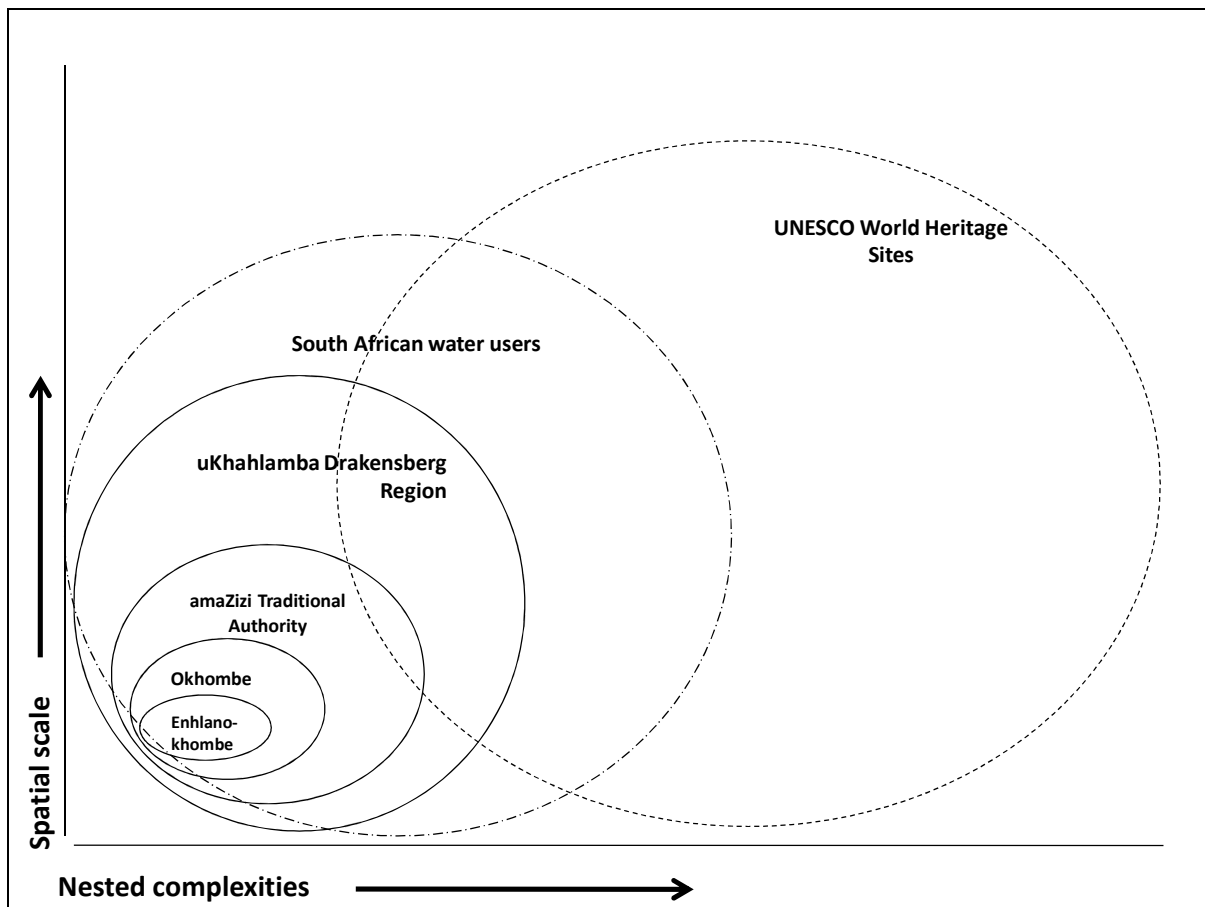 UNESCO World Heritage
Sites
South African water users
uKhahlamba Drakensberg
Region
amaZizi Traditional
Authority
Okhombe
Enhlano-
khombe
Spatial scale
Nested complexities